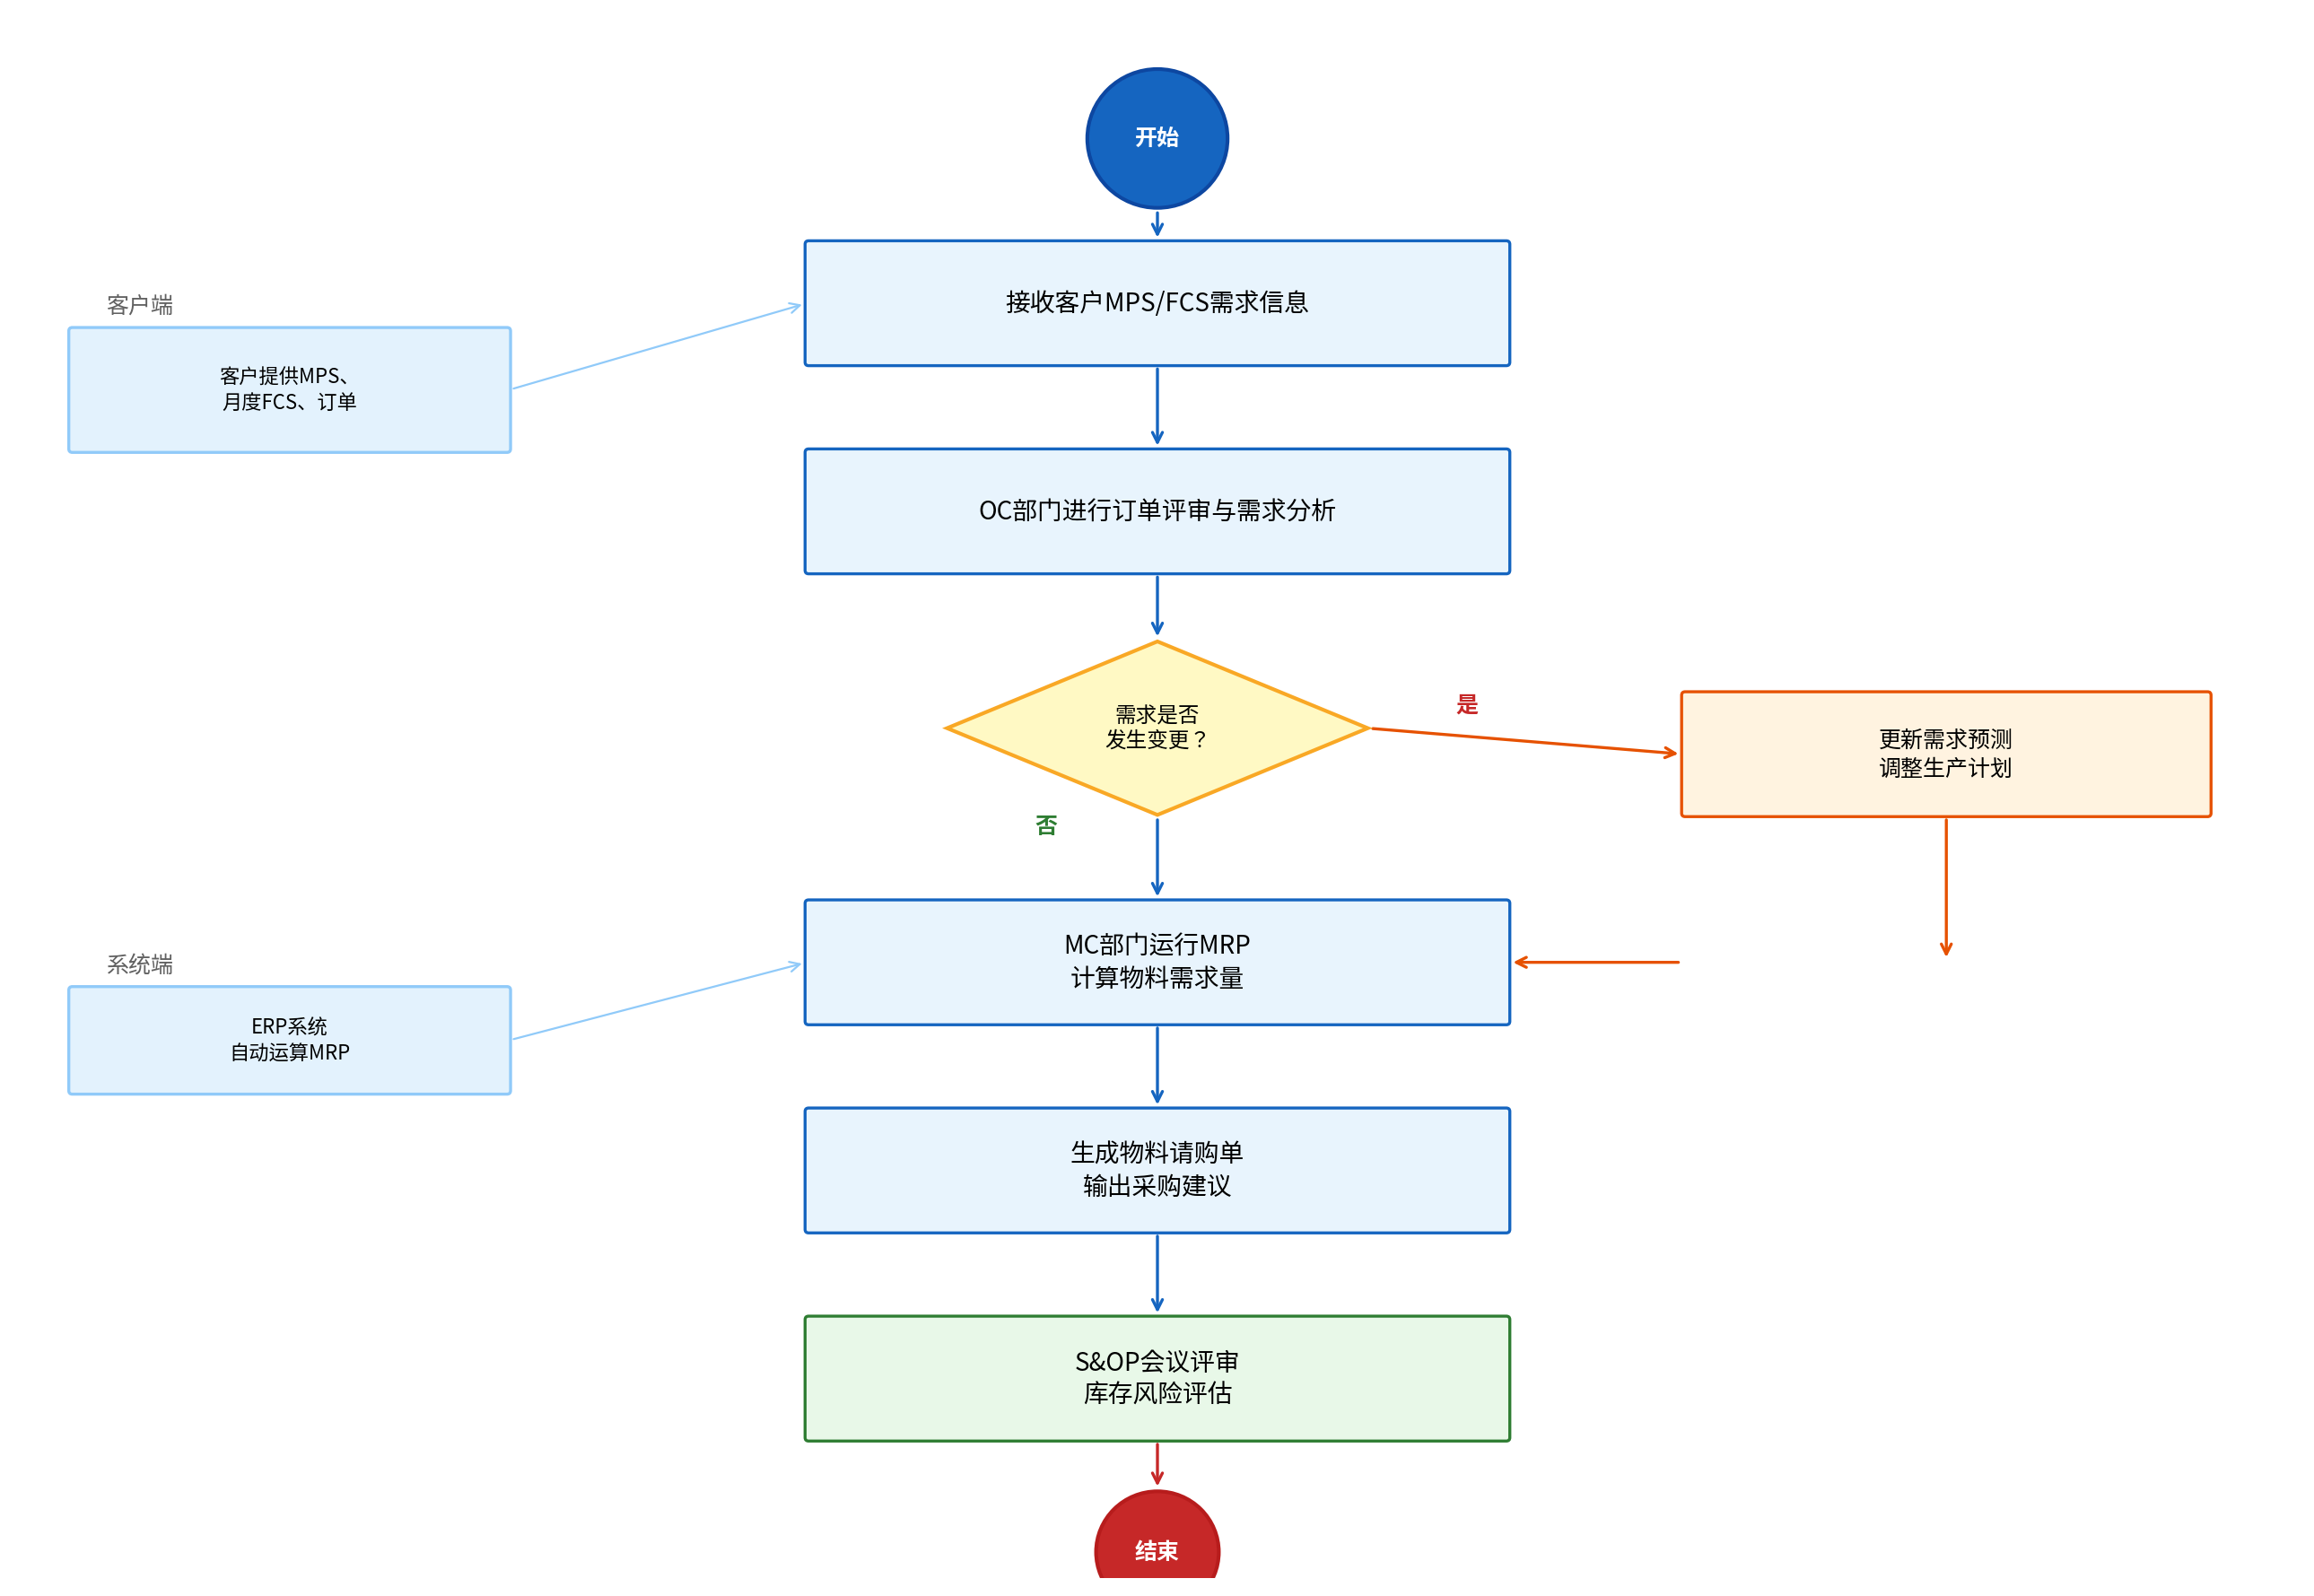 开始
接收客户MPS/FCS需求信息
客户端
客户提供MPS、
月度FCS、订单
OC部门进行订单评审与需求分析
需求是否
发生变更？
是
更新需求预测
调整生产计划
否
MC部门运行MRP
计算物料需求量
系统端
ERP系统
自动运算MRP
生成物料请购单
输出采购建议
S&OP会议评审
库存风险评估
结束